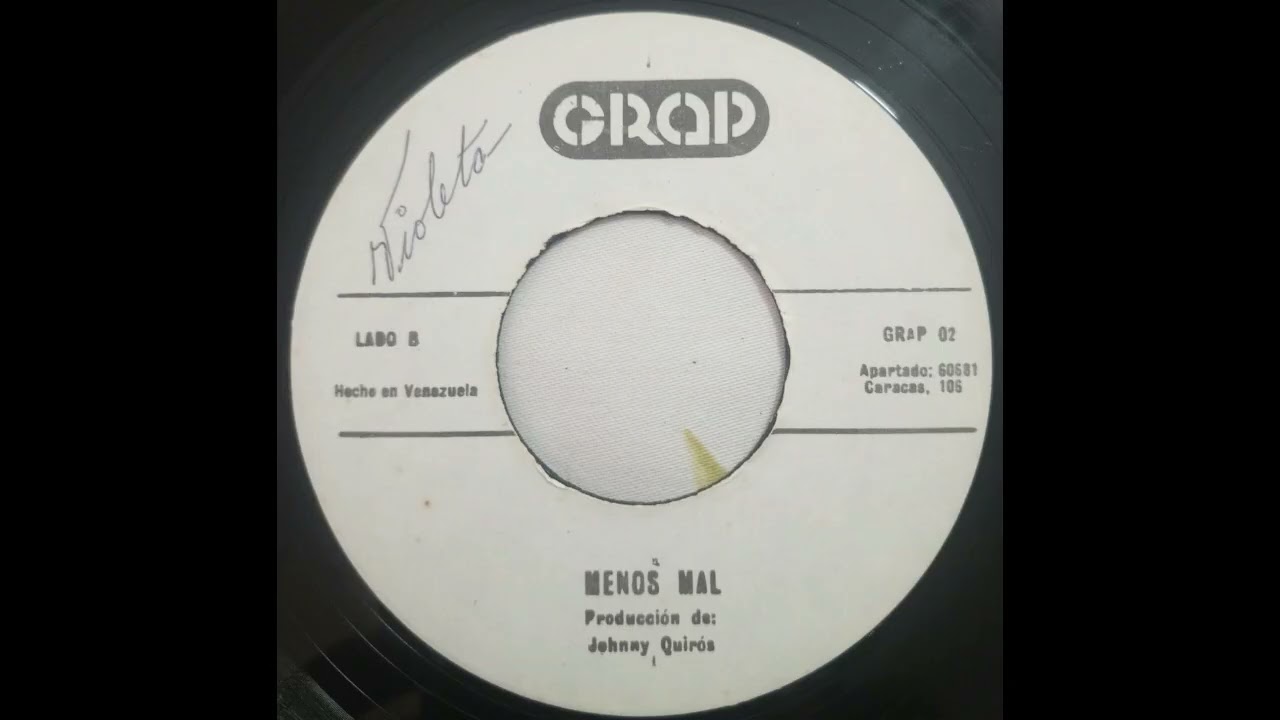 GRAP
Violeta
LADO B
Hecho en Venezuela
GRAP 02
Apartado: 60681
Caracas, 106
MENOS MAL
Producción de:
Johnny Quirós